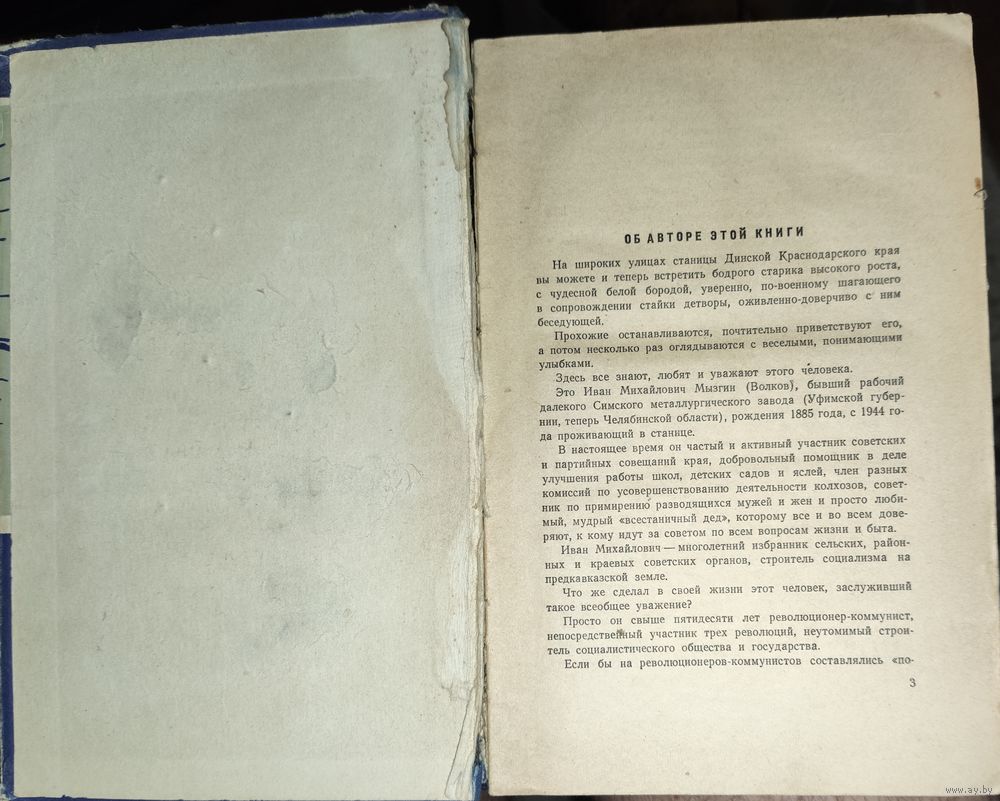 ОБ АВТОРЕ ЭТОЙ КНИГИ
На широких улицах станицы Динской Краснодарского края
вы можете и теперь встретить бодрого старика высокого роста,
с чудесной белой бородой, уверенно, по-военному шагающего
в сопровождении стайки детворы, оживленно-доверчиво с ним
беседующей.
Прохожие останавливаются, почтительно приветствуют его,
а потом несколько раз оглядываются с веселыми, понимающими
улыбками.
Здесь все знают, любят и уважают этого человека.
Это Иван Михайлович Мызгин (Волков), бывший рабочий
далекого Симского металлургического завода (Уфимской губер-
нии, теперь Челябинской области), рождения 1885 года, с 1944 го-
да проживающий в станице.
В настоящее время он частый и активный участник советских
и партийных совещаний края, добровольный помощник в деле
улучшения работы школ, детских садов и яслей, член разных
комиссий по усовершенствованию деятельности колхозов, совет-
ник по примирению разводящихся мужей и жен и просто люби-
мый, мудрый «всестаничный дед», которому все и во всем дове-
ряют, к кому идут за советом по всем вопросам жизни и быта.
Иван Михайлович — многолетний избранник сельских, район-
ных и краевых советских органов, строитель социализма на
предкавказской земле.
Что же сделал в своей жизни этот человек, заслуживший
такое всеобщее уважение?
Просто он свыше пятидесяти лет революционер-коммунист,
непосредственный участник трех революций, неутомимый строи-
тель социалистического общества и государства.
Если бы на революционеров-коммунистов составлялись «по-
3
www.ay.by